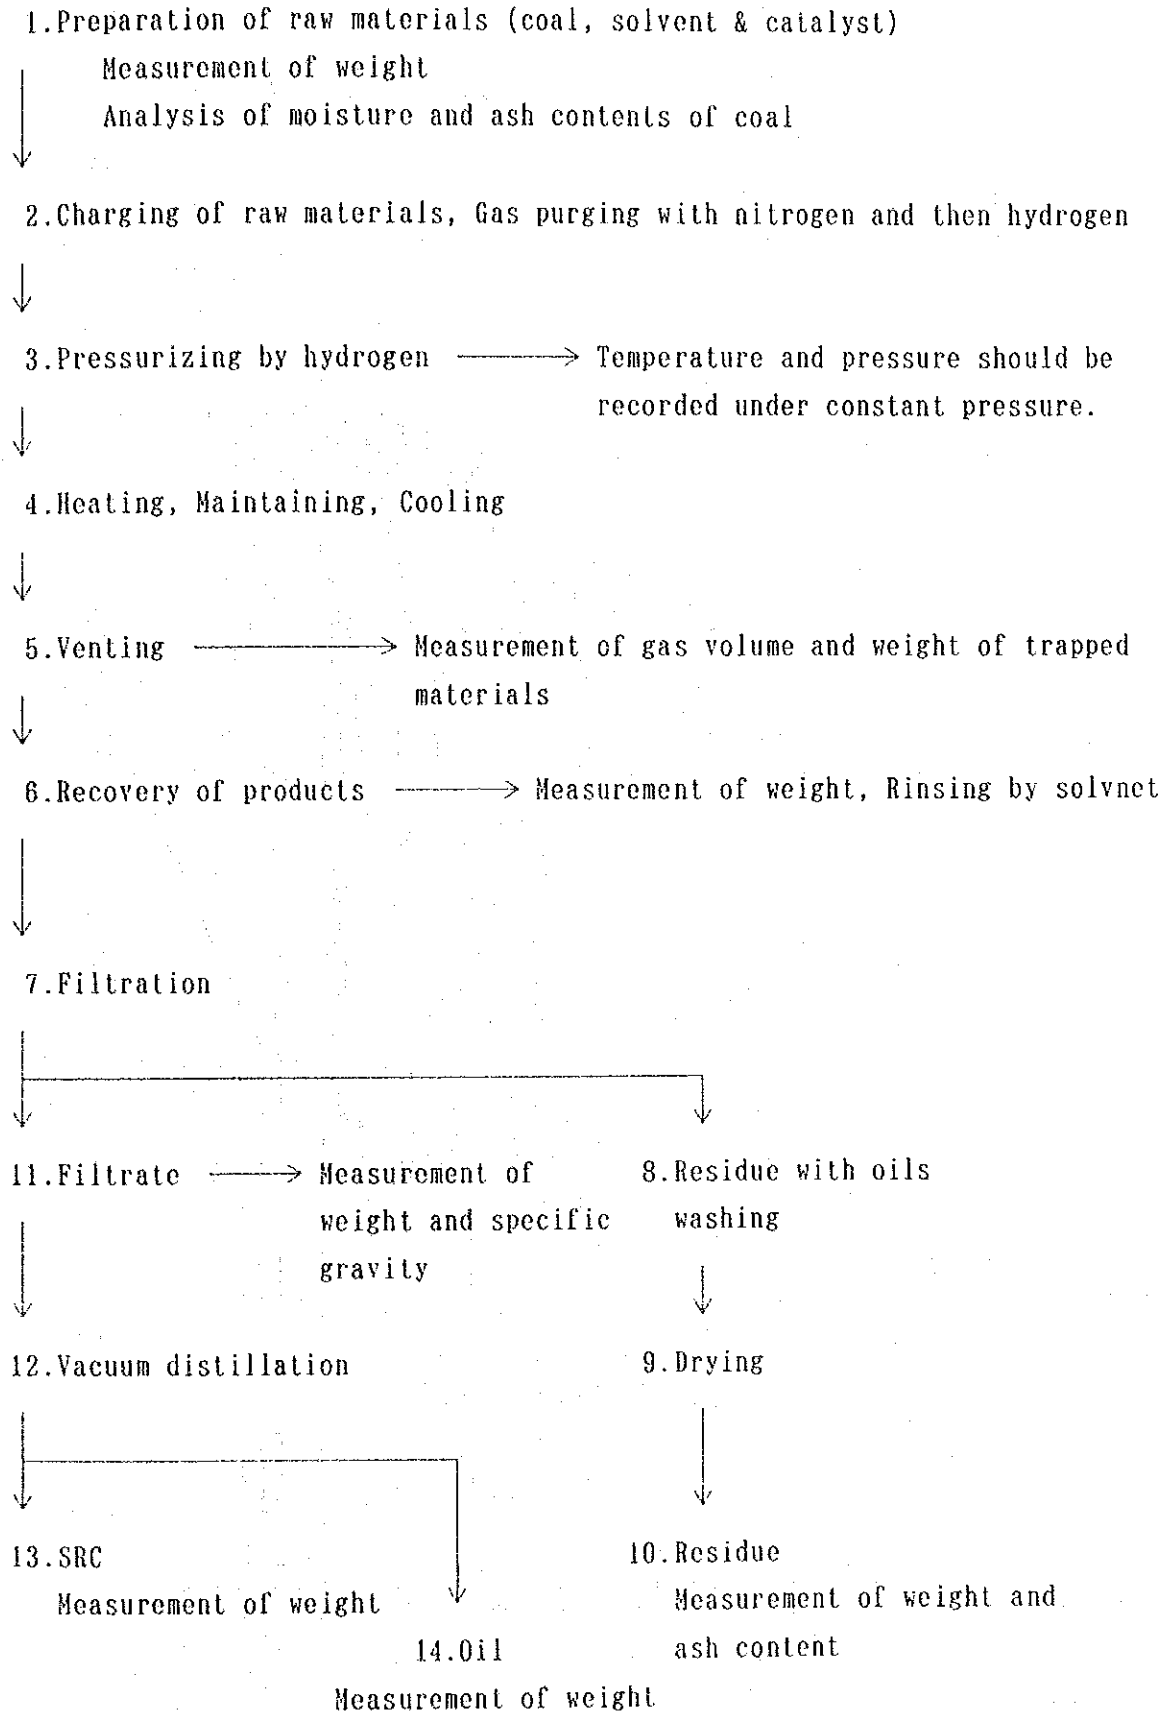 1.Preparation of raw materials (coal, solvent & catalyst)
Measurement of weight
Analysis of moisture and ash contents of coal
2.Charging of raw materials, Gas purging with nitrogen and then hydrogen
3.Pressurizing by hydrogen → Temperature and pressure should be
recorded under constant pressure.
4.Heating, Maintaining, Cooling
5.Venting → Measurement of gas volume and weight of trapped
materials
6.Recovery of products → Measurement of weight, Rinsing by solvnet
7.Filtration
11.Filtrate → Measurement of
weight and specific
gravity
8.Residue with oils
washing
12.Vacuum distillation
9.Drying
13.SRC
Measurement of weight
14.Oil
Measurement of weight
10.Residue
Measurement of weight and
ash content